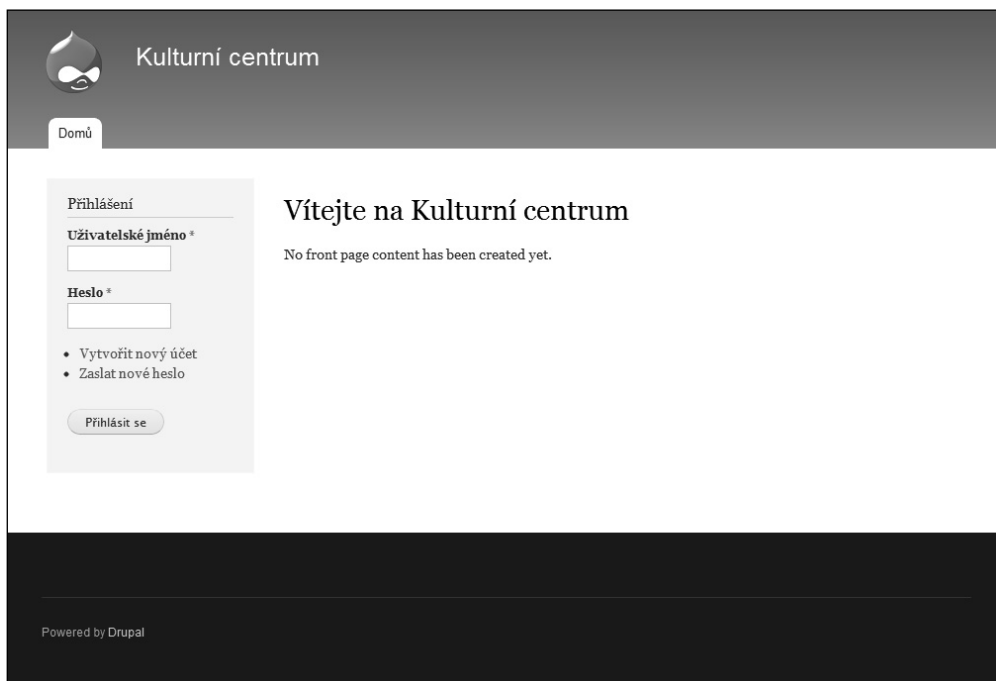 Kulturní centrum
Domů
Přihlášení
Uživatelské jméno *
Heslo *
Vytvořit nový účet
Zaslat nové heslo
Přihlásit se
Vítejte na Kulturní centrum
No front page content has been created yet.
Powered by Drupal